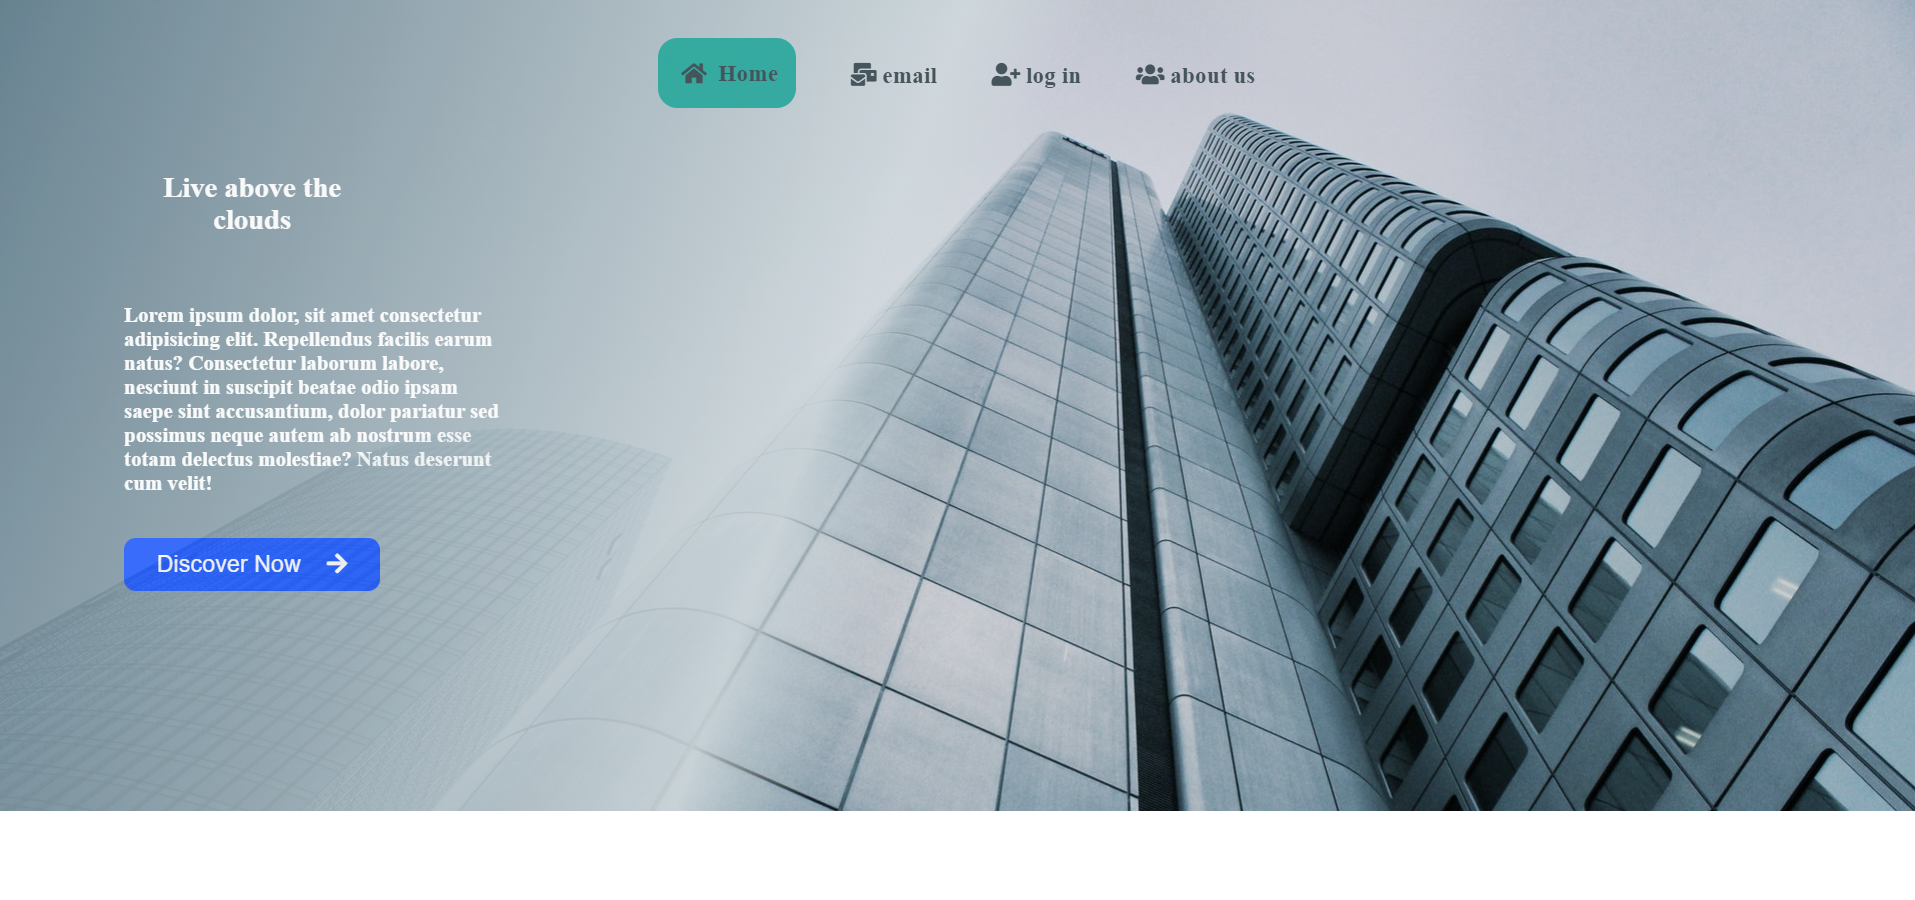 Home email log in about us
Live above the
clouds
Lorem ipsum dolor, sit amet consectetur
adipisicing elit. Repellendus facilis earum
natus? Consectetur laborum labore,
nesciunt in suscipit beatae odio ipsam
saepe sint accusantium, dolor pariatur sed
possimus neque autem ab nostrum esse
totam delectus molestiae? Natus deserunt
cum velit!
Discover Now